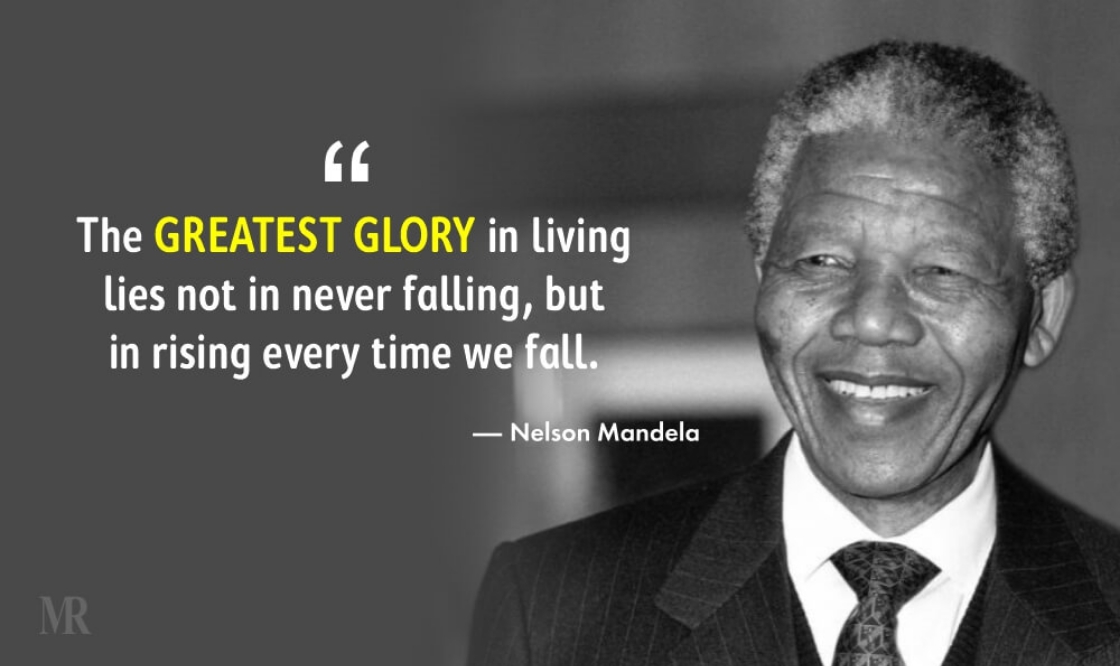 “
The GREATEST GLORY in living
lies not in never falling, but
in rising every time we fall.
— Nelson Mandela
MR